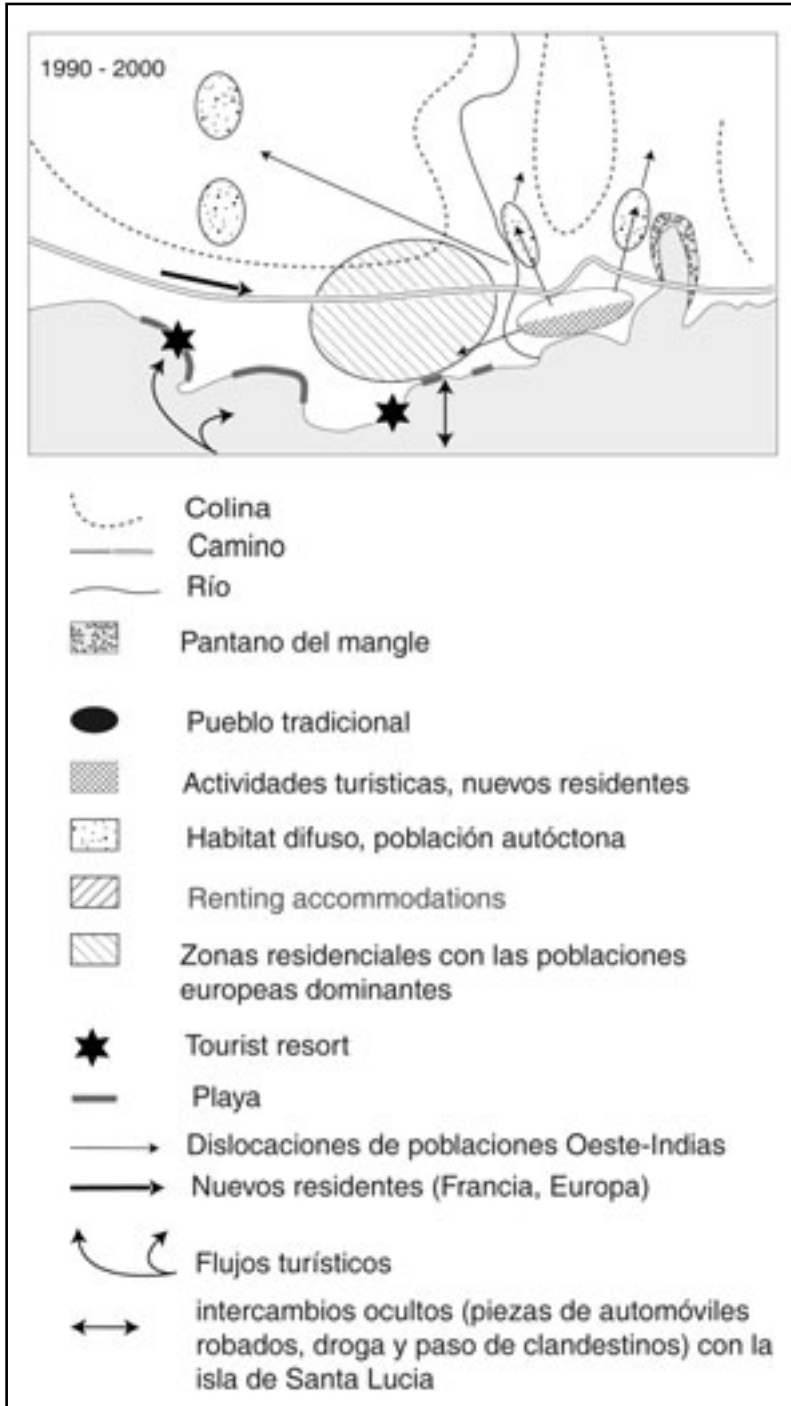 1990 - 2000
Colina
Camino
Río
Pantano del mangle
Pueblo tradicional
Actividades turisticas, nuevos residentes
Habitat difuso, población autóctona
Renting accommodations
Zonas residenciales con las poblaciones
europeas dominantes
Tourist resort
Playa
Dislocaciones de poblaciones Oeste-Indias
Nuevos residentes (Francia, Europa)
Flujos turísticos
intercambios ocultos (piezas de automóviles
robados, droga y paso de clandestinos) con la
isla de Santa Lucia